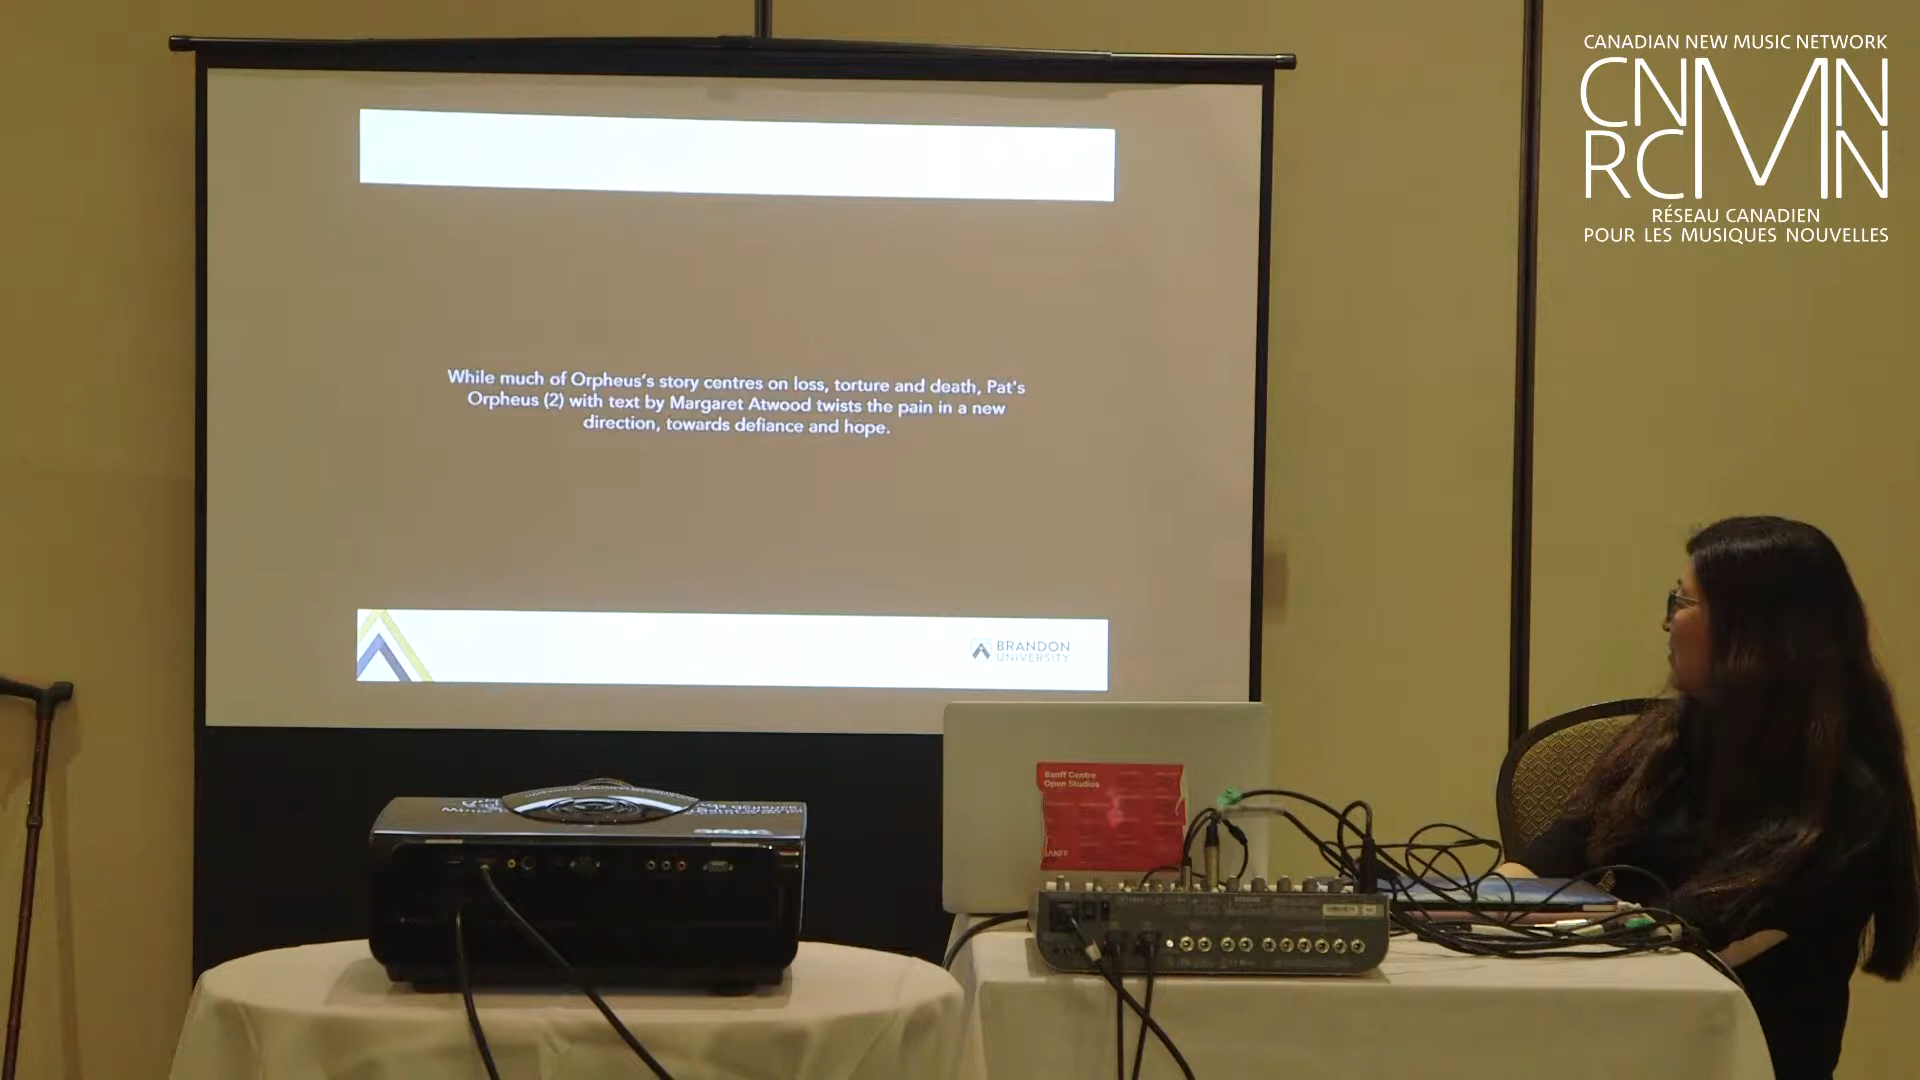 CANADIAN NEW MUSIC NETWORK
CNMN
RCMN
RÉSEAU CANADIEN
POUR LES MUSIQUES NOUVELLES
While much of Orpheus's story centres on loss, torture and death, Pat's
Orpheus (2) with text by Margaret Atwood twists the pain in a new
direction, towards defiance and hope.
BRANDON
UNIVERSITY
Banff Centre
Open Studios
BANFF